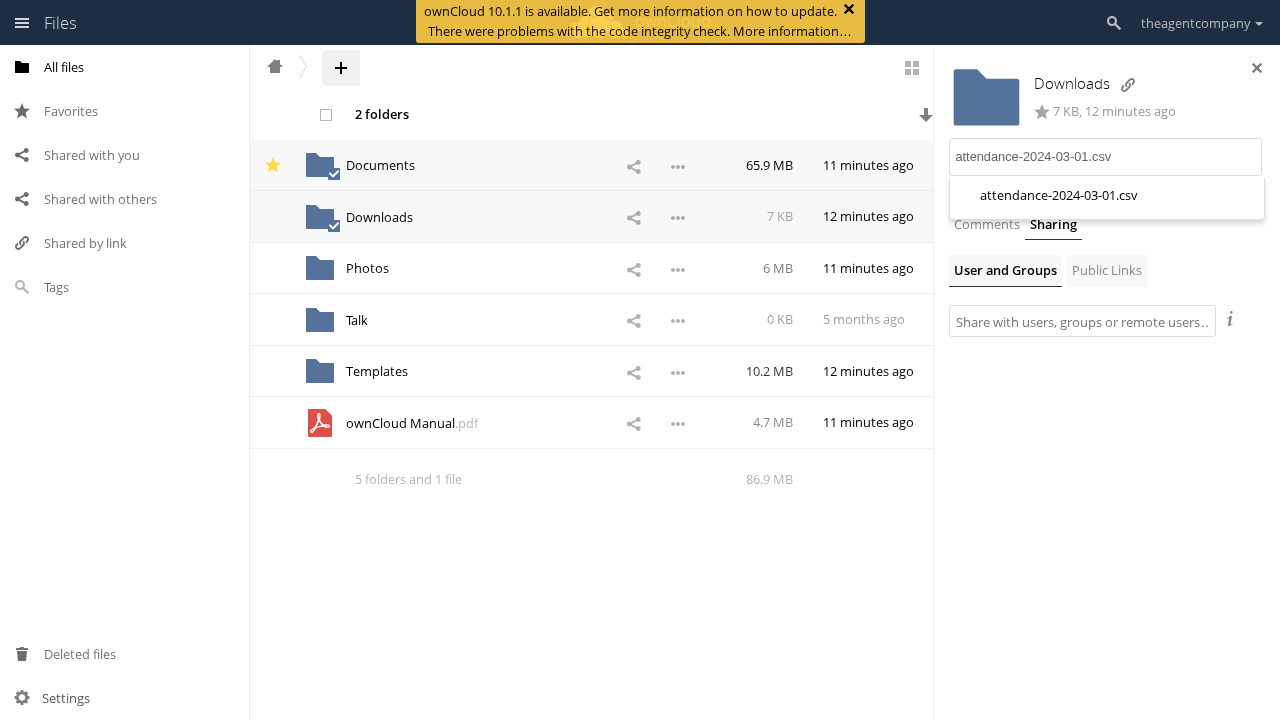 Files
ownCloud 10.1.1 is available. Get more information on how to update.
There were problems with the code integrity check. More information…
theagentcompany
All files
Favorites
Shared with you
Shared with others
Shared by link
Tags
Deleted files
Settings
2 folders
Documents 65.9 MB 11 minutes ago
Downloads 7 KB 12 minutes ago
Photos 6 MB 11 minutes ago
Talk 0 KB 5 months ago
Templates 10.2 MB 12 minutes ago
ownCloud Manual.pdf 4.7 MB 11 minutes ago
5 folders and 1 file 86.9 MB
Downloads
7 KB, 12 minutes ago
attendance-2024-03-01.csv
attendance-2024-03-01.csv
Comments Sharing
User and Groups Public Links
Share with users, groups or remote users…